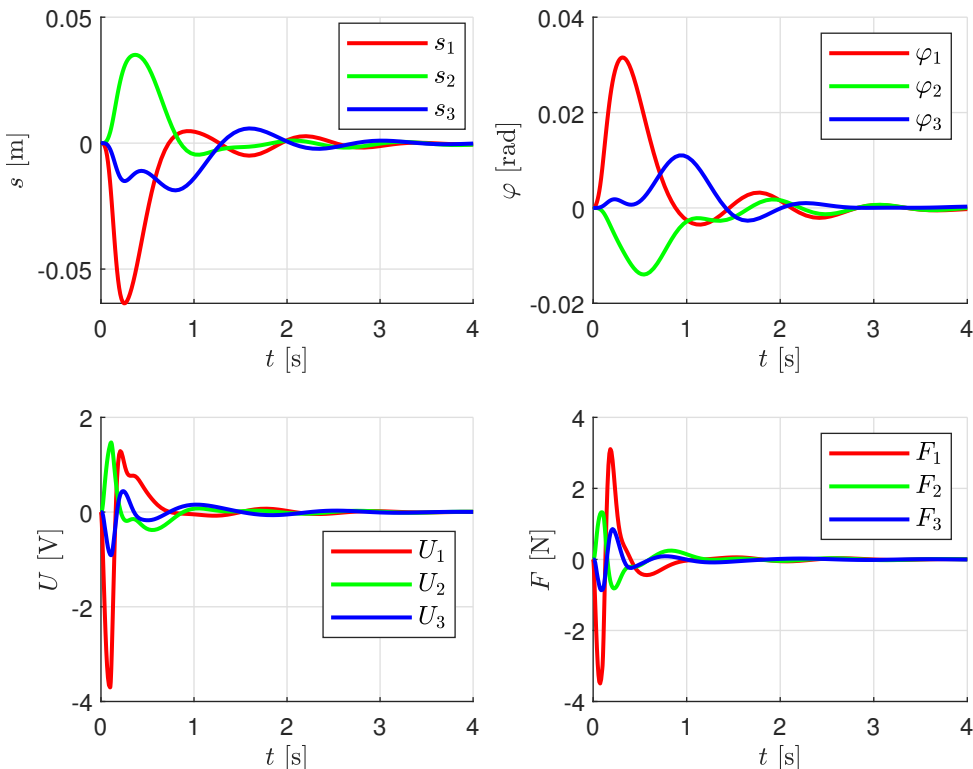 0.05
0
-0.05
s [m]
s₁
s₂
s₃
0 1 2 3 4
t [s]
0.04
0.02
0
-0.02
φ [rad]
φ₁
φ₂
φ₃
0 1 2 3 4
t [s]
2
0
-2
-4
U [V]
U₁
U₂
U₃
0 1 2 3 4
t [s]
4
2
0
-2
-4
F [N]
F₁
F₂
F₃
0 1 2 3 4
t [s]